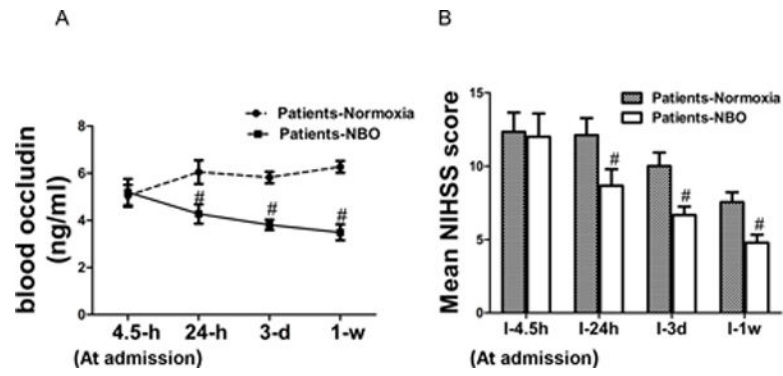 A
Patients-Normoxia
Patients-NBO
blood occludin
(ng/ml)
8
6
4
2
0
#
#
#
4.5-h 24-h 3-d 1-w
(At admission)
B
Patients-Normoxia
Patients-NBO
Mean NIHSS score
15
10
5
0
#
#
#
I-4.5h I-24h I-3d I-1w
(At admission)